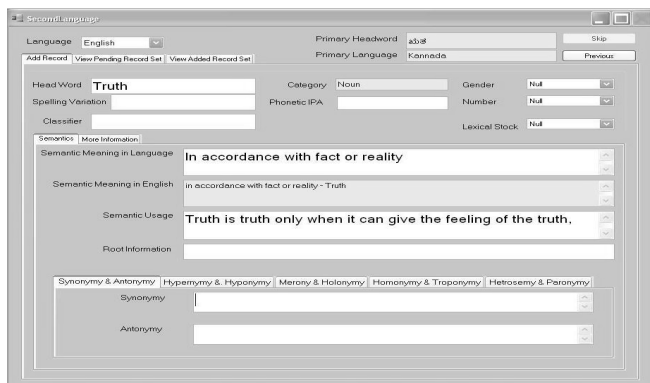 SecondLanguage
Language English Primary Headword Skip
Primary Language Kannada Previous
Add Record View Pending Record Set View Added Record Set
Head Word Truth Category Noun Gender Null
Spelling Variation Phonetic IPA Number Null
Classifier Lexical Stock Null
Semantics More Information
Semantic Meaning in Language In accordance with fact or reality
Semantic Meaning in English in accordance with fact or reality - Truth
Semantic Usage Truth is truth only when it can give the feeling of the truth,
Root Information
Synonymy & Antonymy Hypernymy & Hyponymy Merony & Holonymy Homonymy & Troponymy Hetrosemy & Paronymy
Synonymy
Antonymy